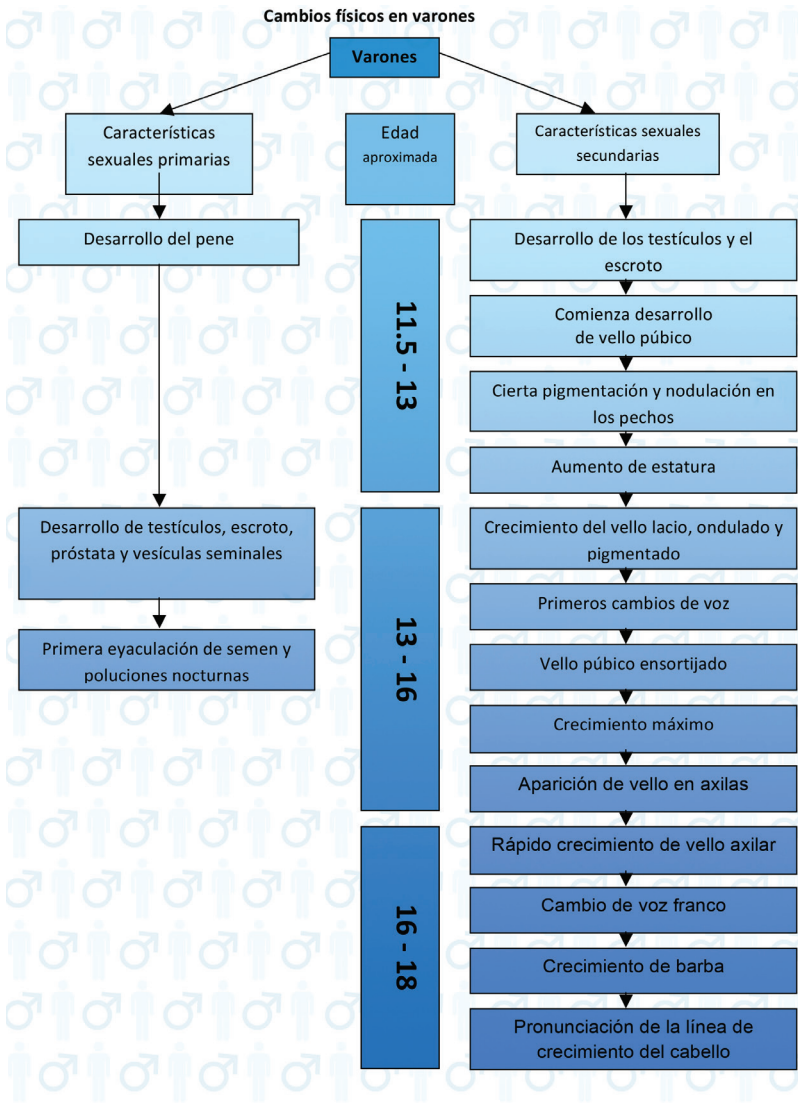 Cambios físicos en varones
Varones
Características
sexuales primarias
Edad
aproximada
Características sexuales
secundarias
Desarrollo del pene
11.5 - 13
Desarrollo de los testículos y el
escroto
Comienza desarrollo
de vello púbico
Cierta pigmentación y nodulación en
los pechos
Aumento de estatura
Desarrollo de testículos, escroto,
próstata y vesículas seminales
Primera eyaculación de semen y
poluciones nocturnas
13 - 16
Crecimiento del vello lacio, ondulado y
pigmentado
Primeros cambios de voz
Vello púbico ensortijado
Crecimiento máximo
Aparición de vello en axilas
16 - 18
Rápido crecimiento de vello axilar
Cambio de voz franco
Crecimiento de barba
Pronunciación de la línea de
crecimiento del cabello